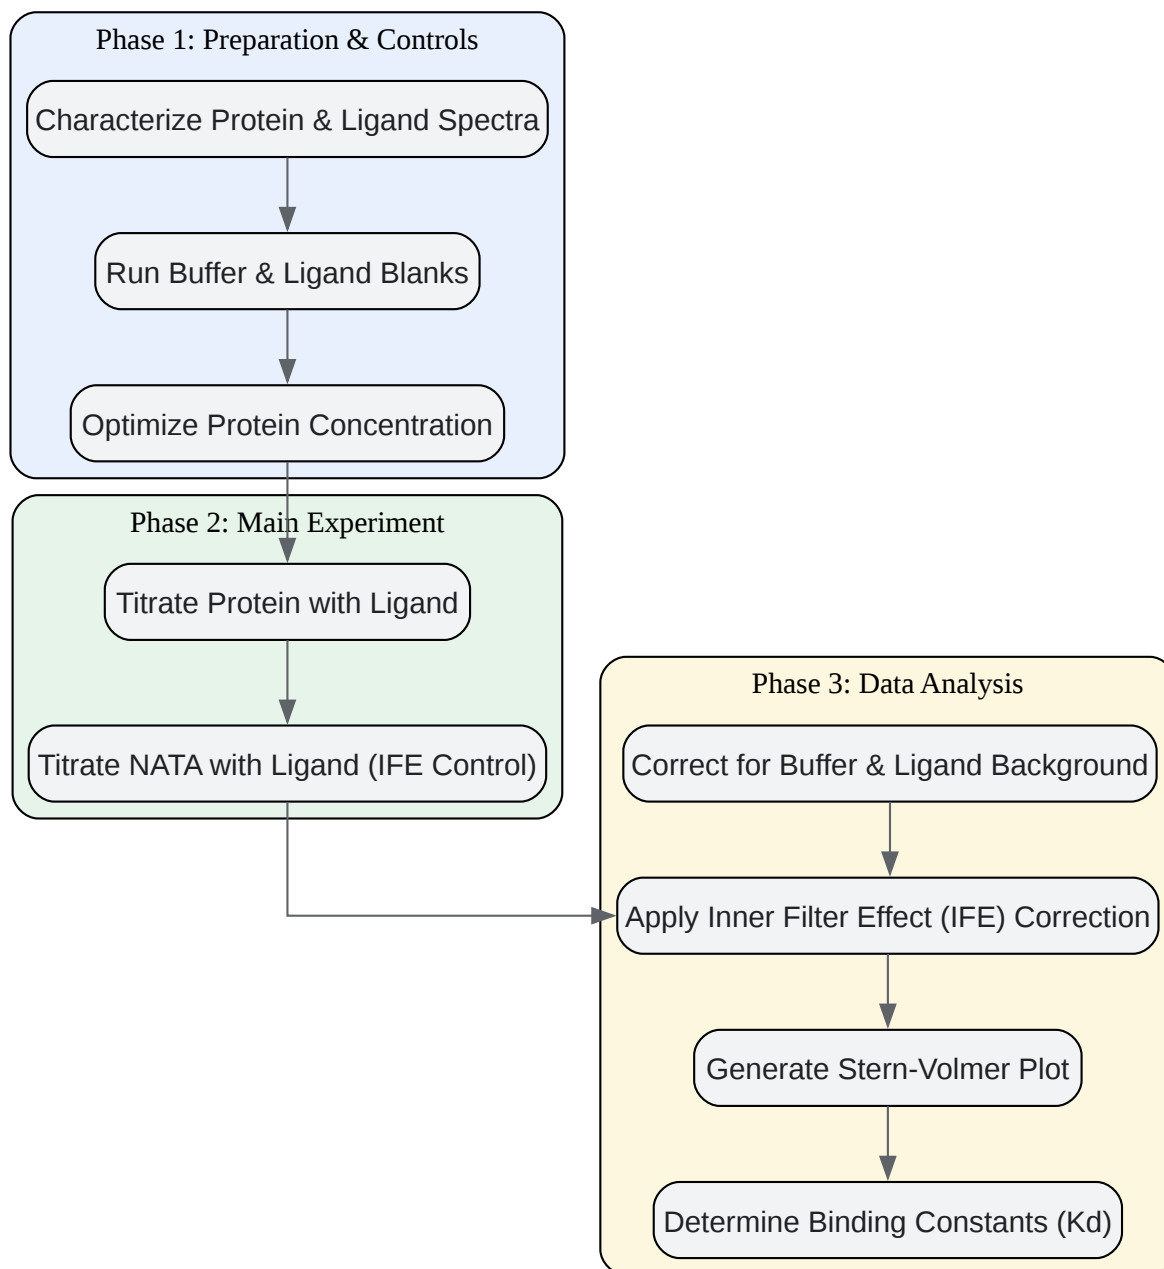 Phase 1: Preparation & Controls
Characterize Protein & Ligand Spectra
Run Buffer & Ligand Blanks
Optimize Protein Concentration
Phase 2: Main Experiment
Titrate Protein with Ligand
Titrate NATA with Ligand (IFE Control)
Phase 3: Data Analysis
Correct for Buffer & Ligand Background
Apply Inner Filter Effect (IFE) Correction
Generate Stern-Volmer Plot
Determine Binding Constants (Kd)